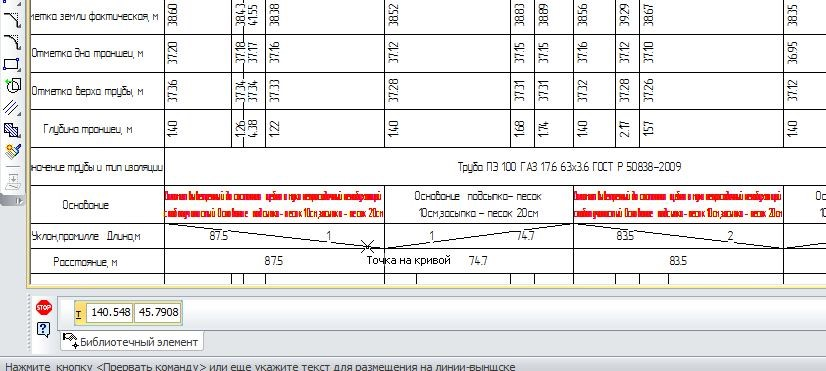 метка земли фактическая, м 38.60 38.43 41.55 38.38 38.52 38.83 38.89 38.56 39.29 38.67 38.35
Отметка дна траншеи, м 37.20 37.18 37.17 37.16 37.12 37.15 37.15 37.16 37.12 37.10 36.95
Отметка верха трубы, м 37.36 37.34 37.34 37.33 37.28 37.31 37.31 37.32 37.28 37.26 37.12
Глубина траншеи, м 1.40 1.26 4.38 1.22 1.40 1.68 1.74 1.40 2.17 1.57 1.40
начение трубы и тип изоляции Труба ПЭ 100 ГАЗ 17.6 63х3.6 ГОСТ Р 50838-2009
Основание
Основание подсыпка- песок
10см,засыпка - песок 20см
подсыпка - песок 10см,засыпка - песок 20см
подсыпка - песок 10см,засыпка - песок 20см
Уклон,промилле Длина,м 87.5 1 1 74.7 83.5 2
Расстояние, м 87.5 74.7 83.5
Точка на кривой
STOP
т 140.548 45.7908
Библиотечный элемент
Нажмите кнопку <Прервать команду> или еще укажите текст для размещения на линии-выноске